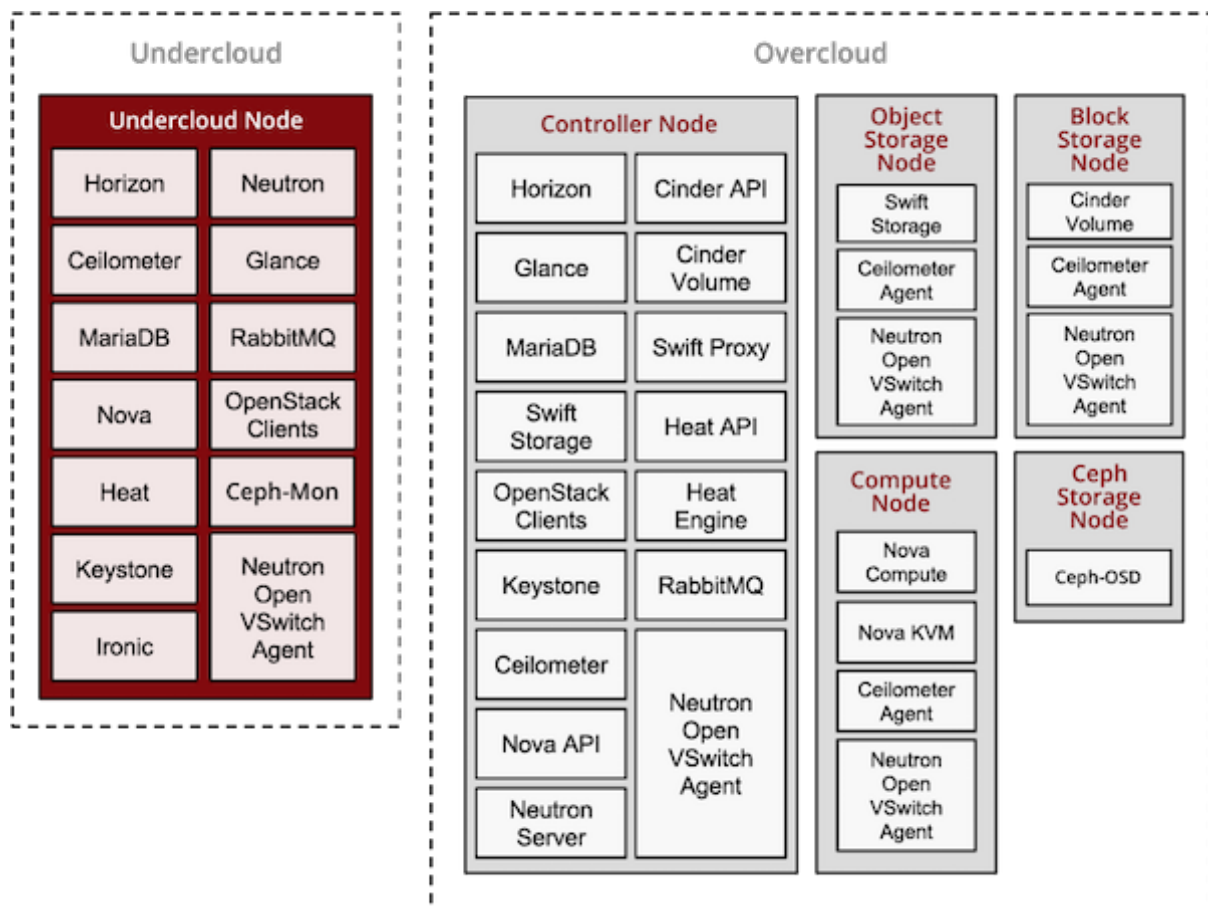 Undercloud
Undercloud Node
Horizon
Neutron
Ceilometer
Glance
MariaDB
RabbitMQ
Nova
OpenStack
Clients
Heat
Ceph-Mon
Keystone
Neutron
Open
VSwitch
Agent
Ironic
Overcloud
Controller Node
Horizon
Cinder API
Glance
Cinder
Volume
MariaDB
Swift Proxy
Swift
Storage
Heat API
OpenStack
Clients
Heat
Engine
Keystone
RabbitMQ
Ceilometer
Neutron
Open
VSwitch
Agent
Nova API
Neutron
Server
Object
Storage
Node
Swift
Storage
Ceilometer
Agent
Neutron
Open
VSwitch
Agent
Block
Storage
Node
Cinder
Volume
Ceilometer
Agent
Neutron
Open
VSwitch
Agent
Compute
Node
Nova
Compute
Nova KVM
Ceilometer
Agent
Neutron
Open
VSwitch
Agent
Ceph
Storage
Node
Ceph-OSD